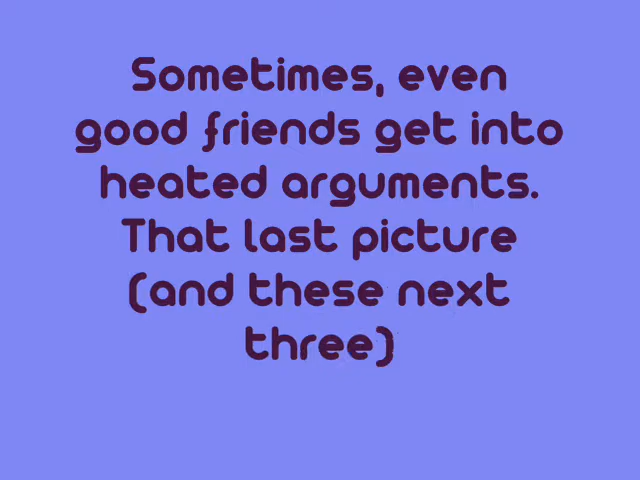 Sometimes, even
good friends get into
heated arguments.
That last picture
(and these next
three)